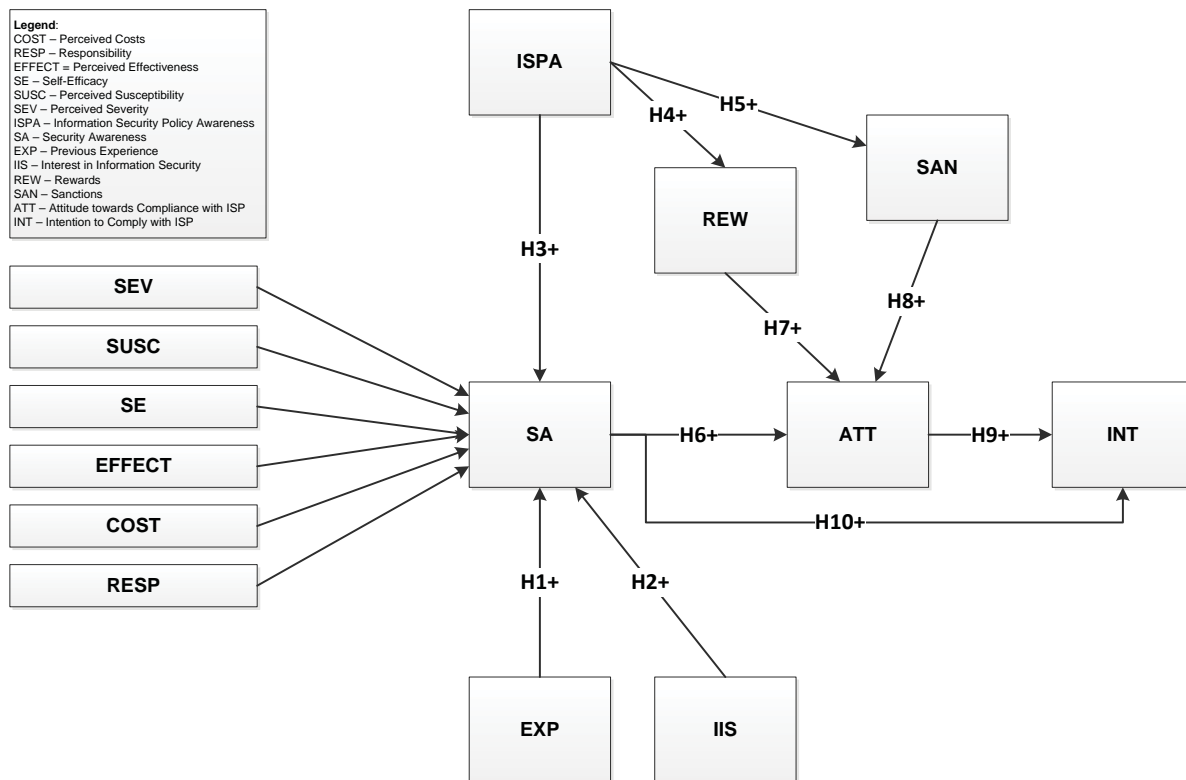 Legend:
COST – Perceived Costs
RESP – Responsibility
EFFECT = Perceived Effectiveness
SE – Self-Efficacy
SUSC – Perceived Susceptibility
SEV – Perceived Severity
ISPA – Information Security Policy Awareness
SA – Security Awareness
EXP – Previous Experience
IIS – Interest in Information Security
REW – Rewards
SAN – Sanctions
ATT – Attitude towards Compliance with ISP
INT – Intention to Comply with ISP
ISPA
H4+
H5+
SAN
REW
H3+
H7+
H8+
SEV
SUSC
SE
EFFECT
COST
RESP
SA
H6+
ATT
H9+
INT
H10+
H1+
H2+
EXP
IIS